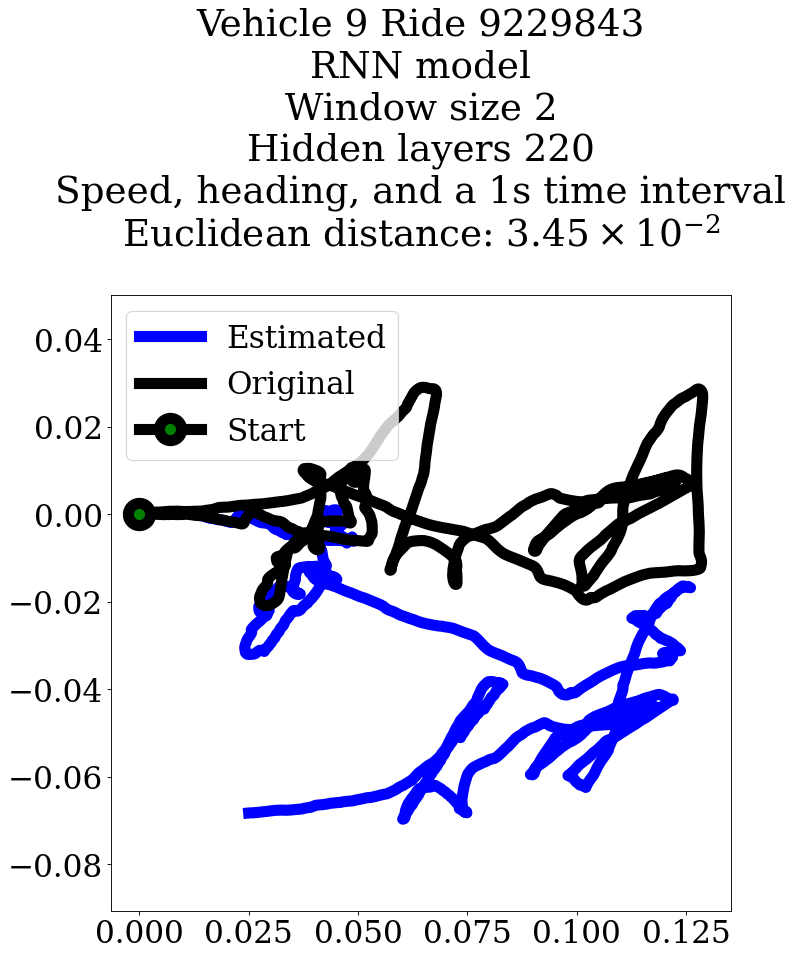 Vehicle 9 Ride 9229843
RNN model
Window size 2
Hidden layers 220
Speed, heading, and a 1s time interval
Euclidean distance: 3.45 × 10⁻²
Estimated
Original
Start
0.04
0.02
0.00
−0.02
−0.04
−0.06
−0.08
0.000 0.025 0.050 0.075 0.100 0.125